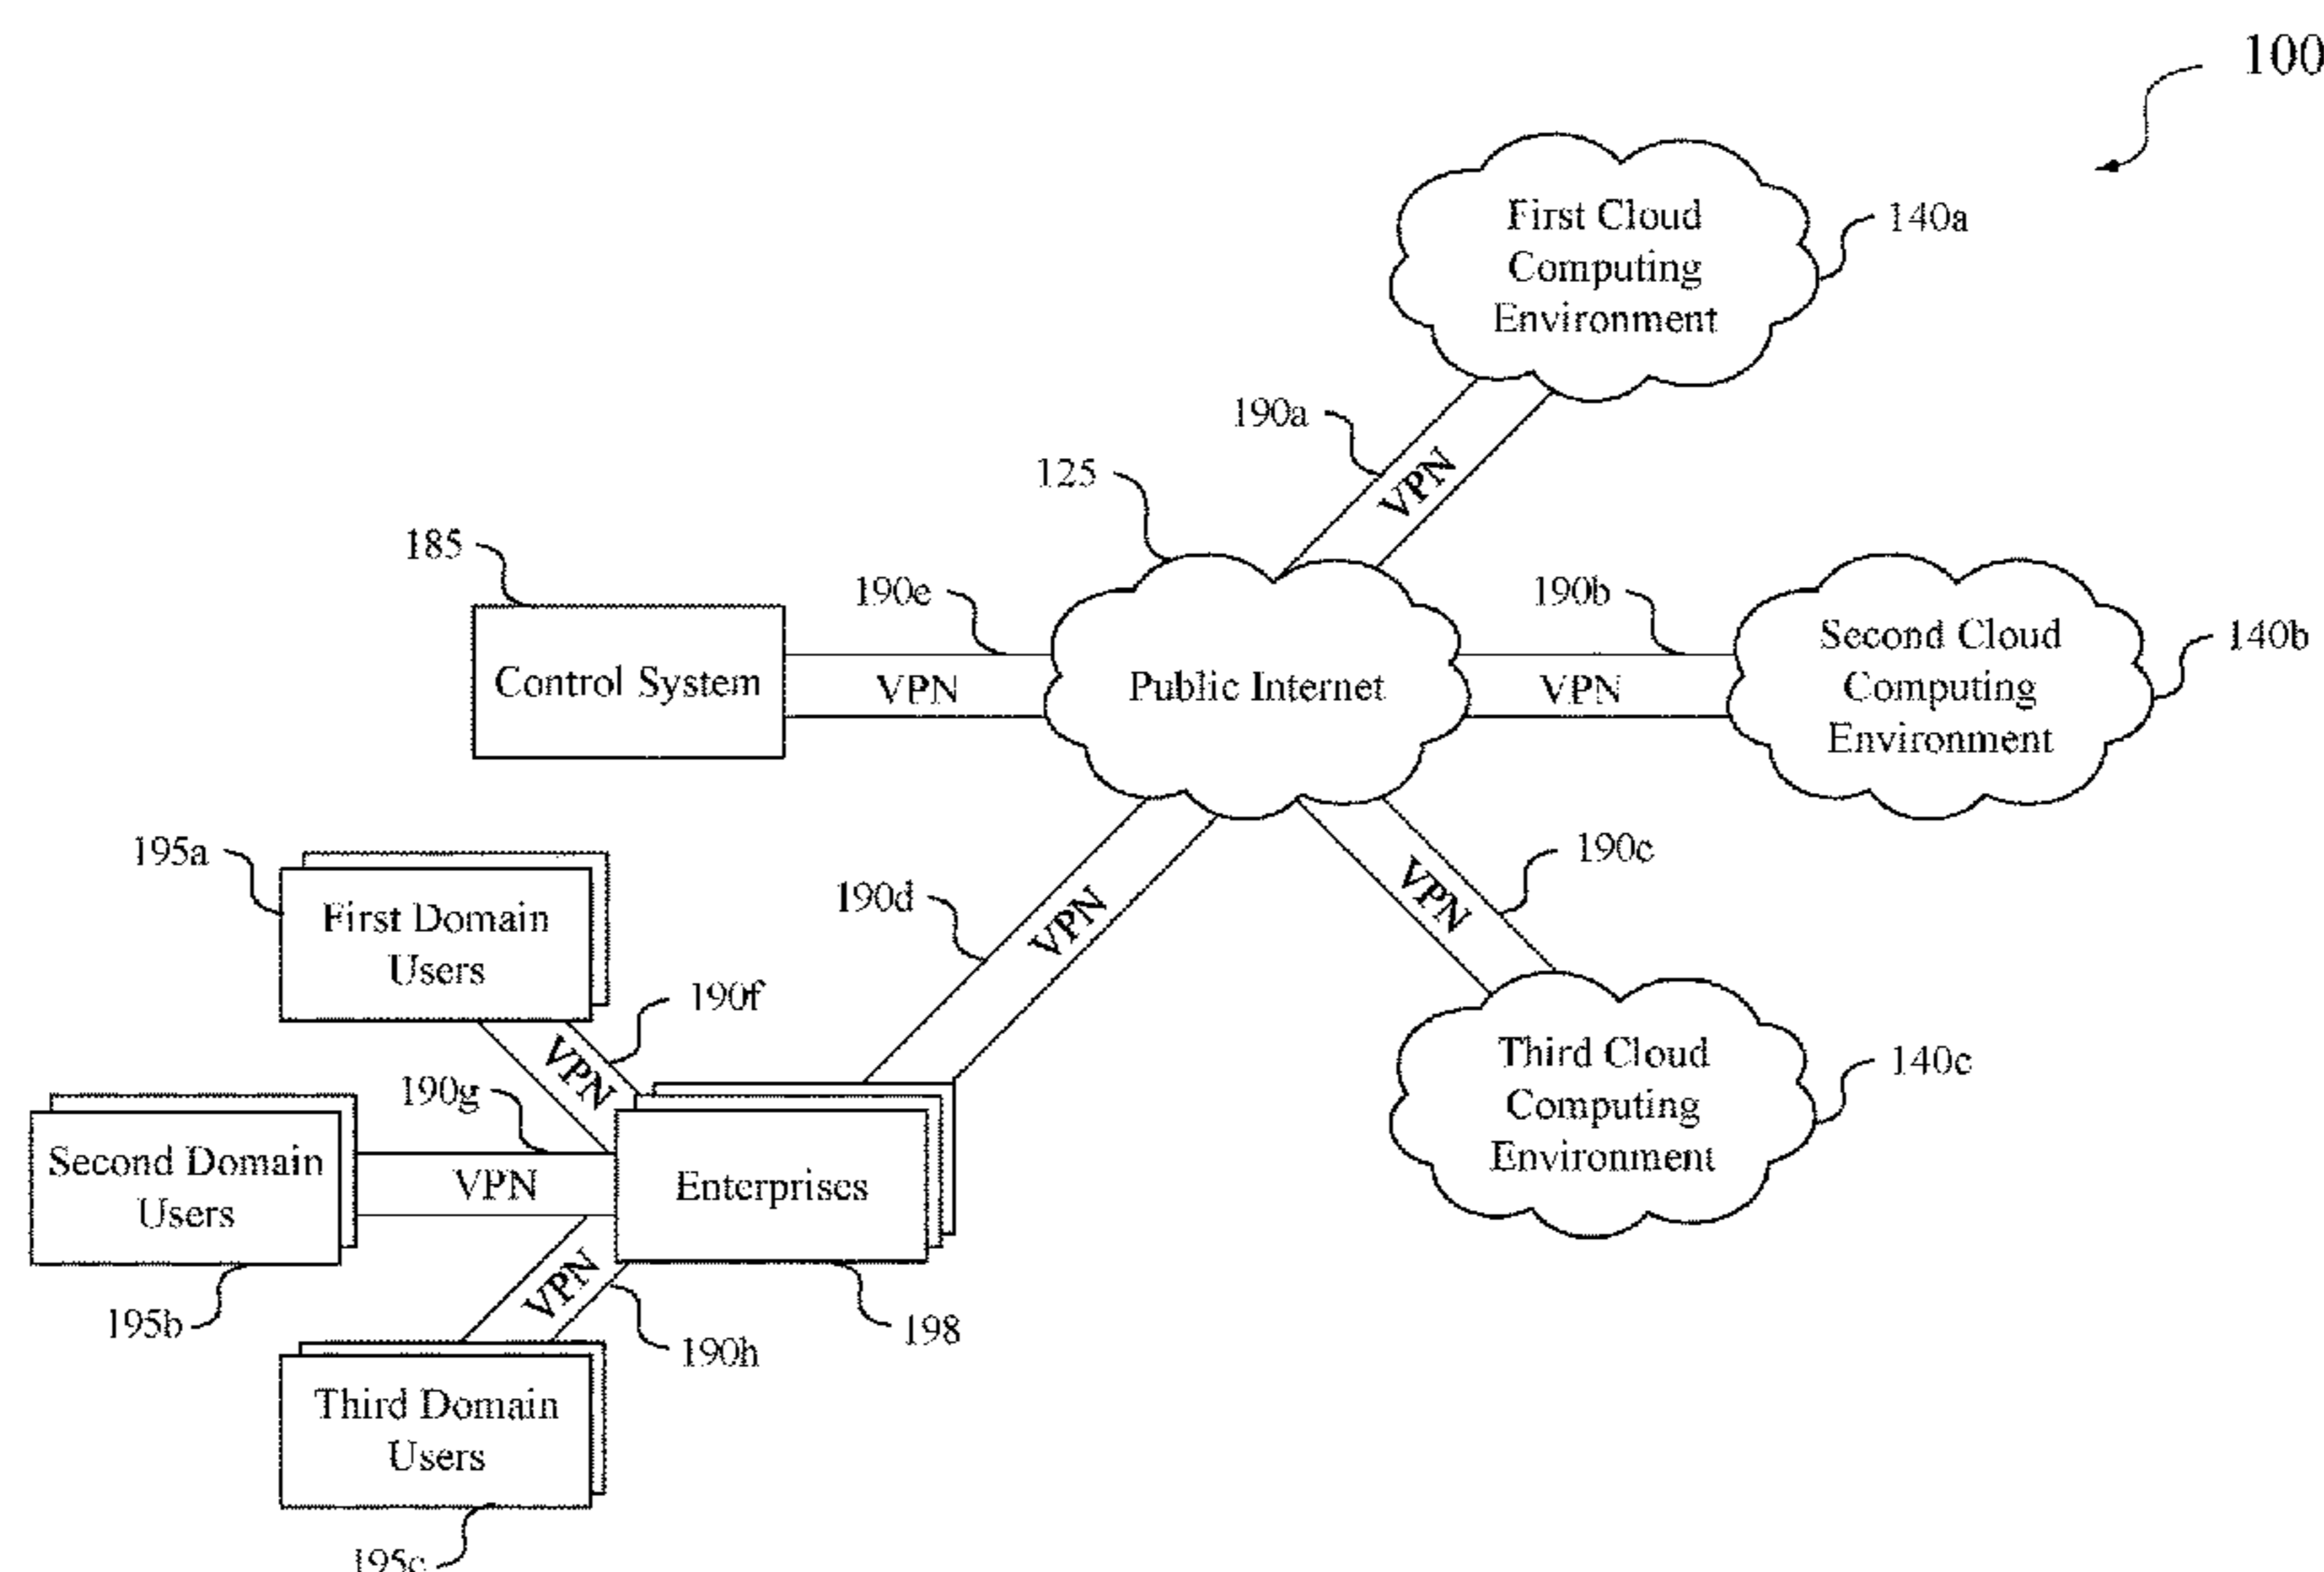 100
First Cloud
Computing
Environment
140a
190a
VPN
125
185
190e
190b
Control System
VPN
Public Internet
VPN
Second Cloud
Computing
Environment
140b
195a
First Domain
Users
190d
VPN
VPN
190c
190f
VPN
190g
Second Domain
Users
VPN
Enterprises
Third Cloud
Computing
Environment
140c
195b
VPN
190h
198
Third Domain
Users
195c